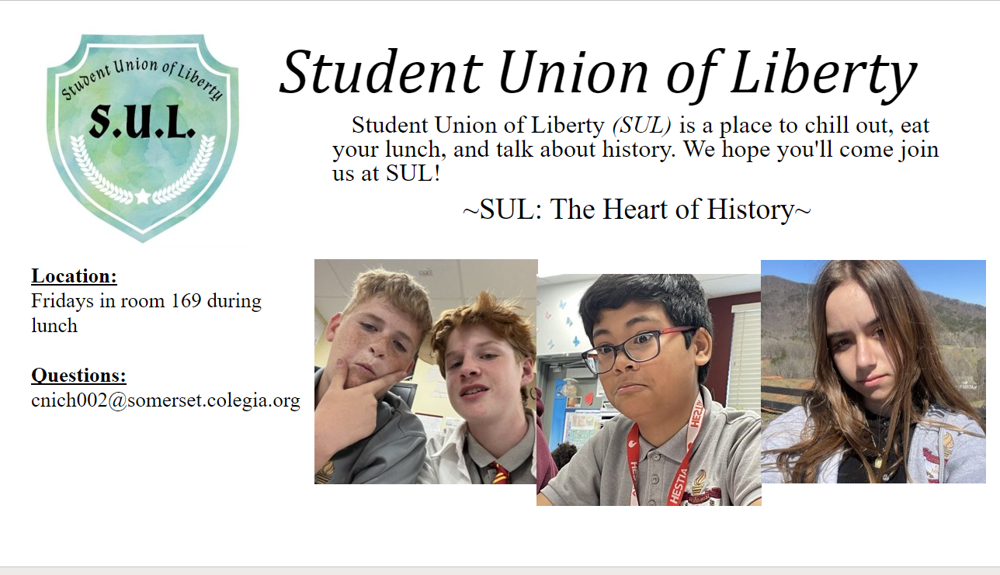 Student Union of Liberty
S.U.L.
Student Union of Liberty
Student Union of Liberty (SUL) is a place to chill out, eat
your lunch, and talk about history. We hope you'll come join
us at SUL!
~SUL: The Heart of History~
Location:
Fridays in room 169 during
lunch
Questions:
cnich002@somerset.colegia.org
HESTIA
HESTIA